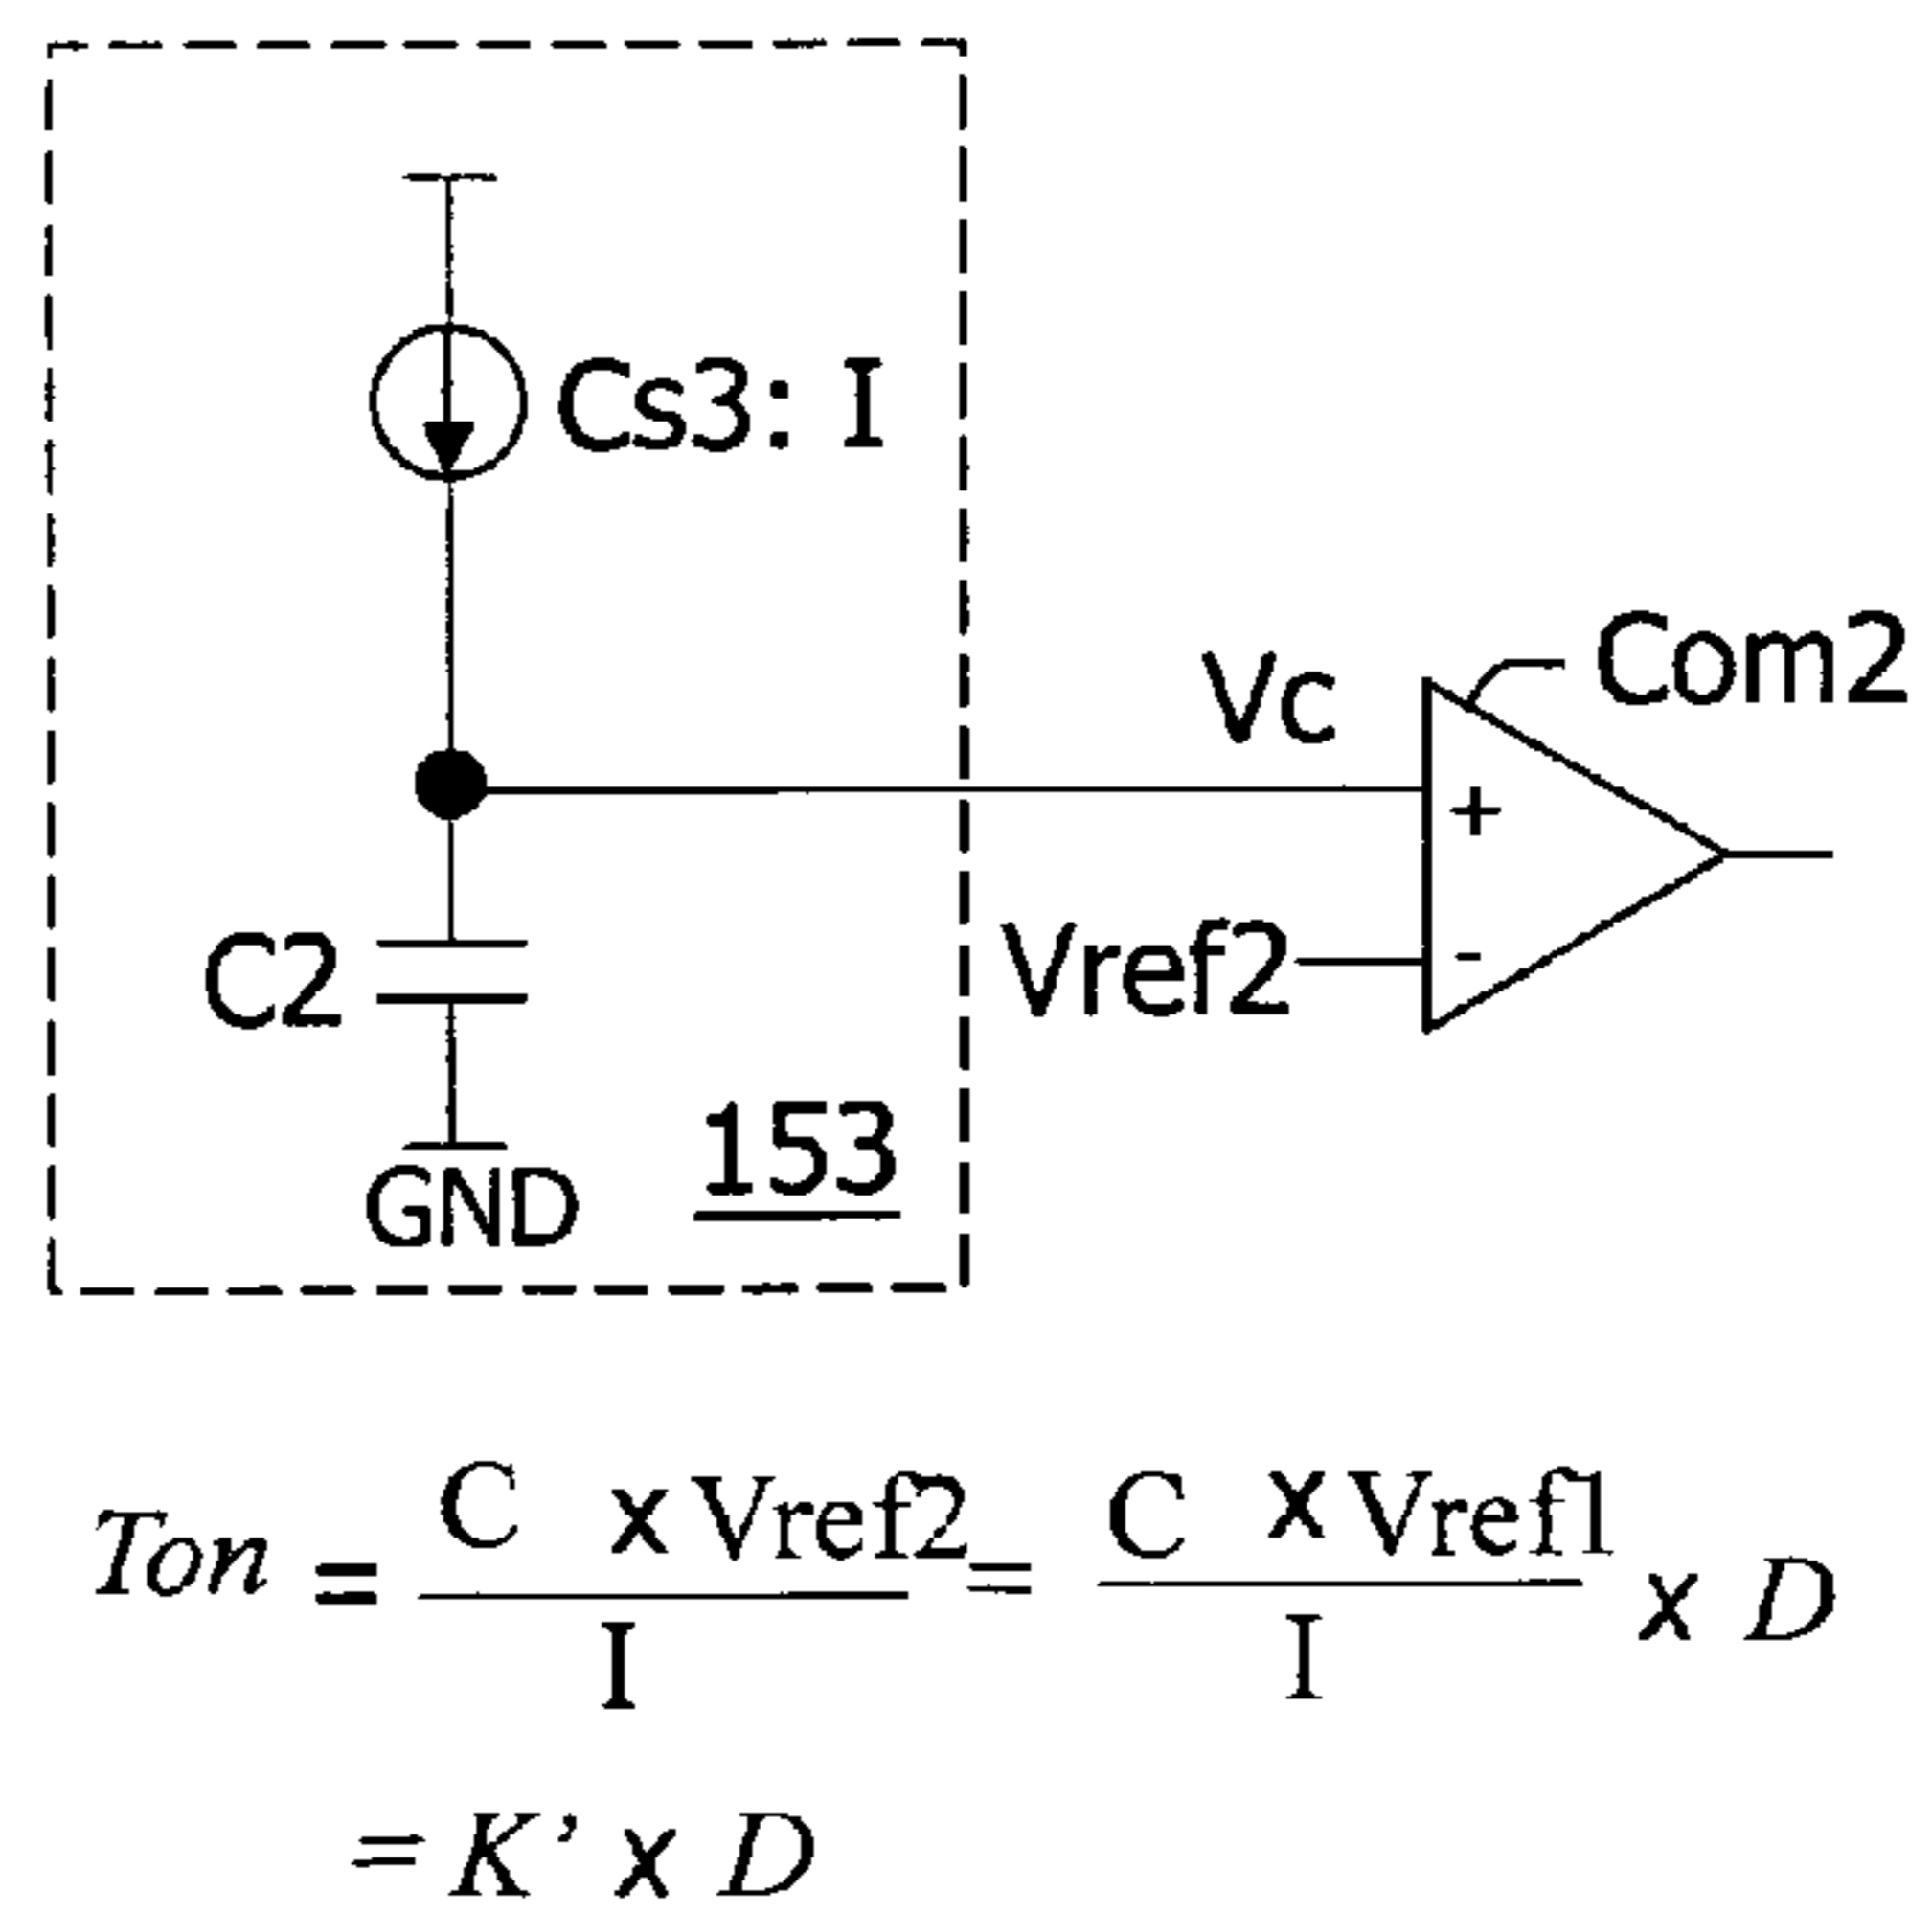 Cs3: I
Com2
Vc
+
Vref2 -
C2
153
GND
Ton = C x Vref2 / I = C x Vref1 / I x D
= K’ x D